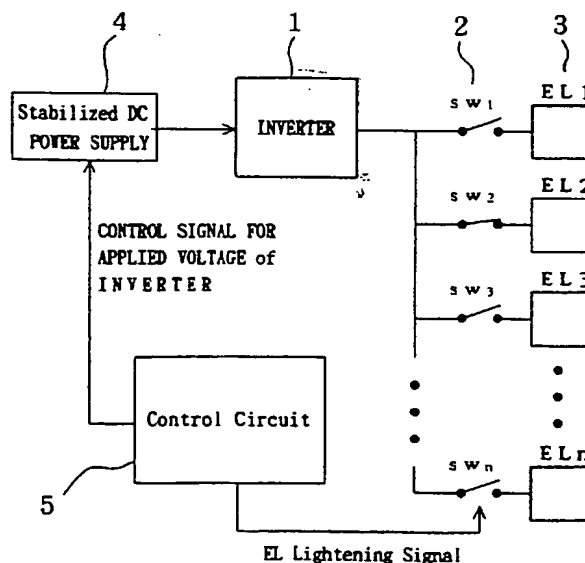 4
1
2
3
Stabilized DC
POWER SUPPLY
INVERTER
SW1
EL1
SW2
EL2
CONTROL SIGNAL FOR
APPLIED VOLTAGE of
INVERTER
SW3
EL3
Control Circuit
5
SWn
ELn
EL Lightening Signal